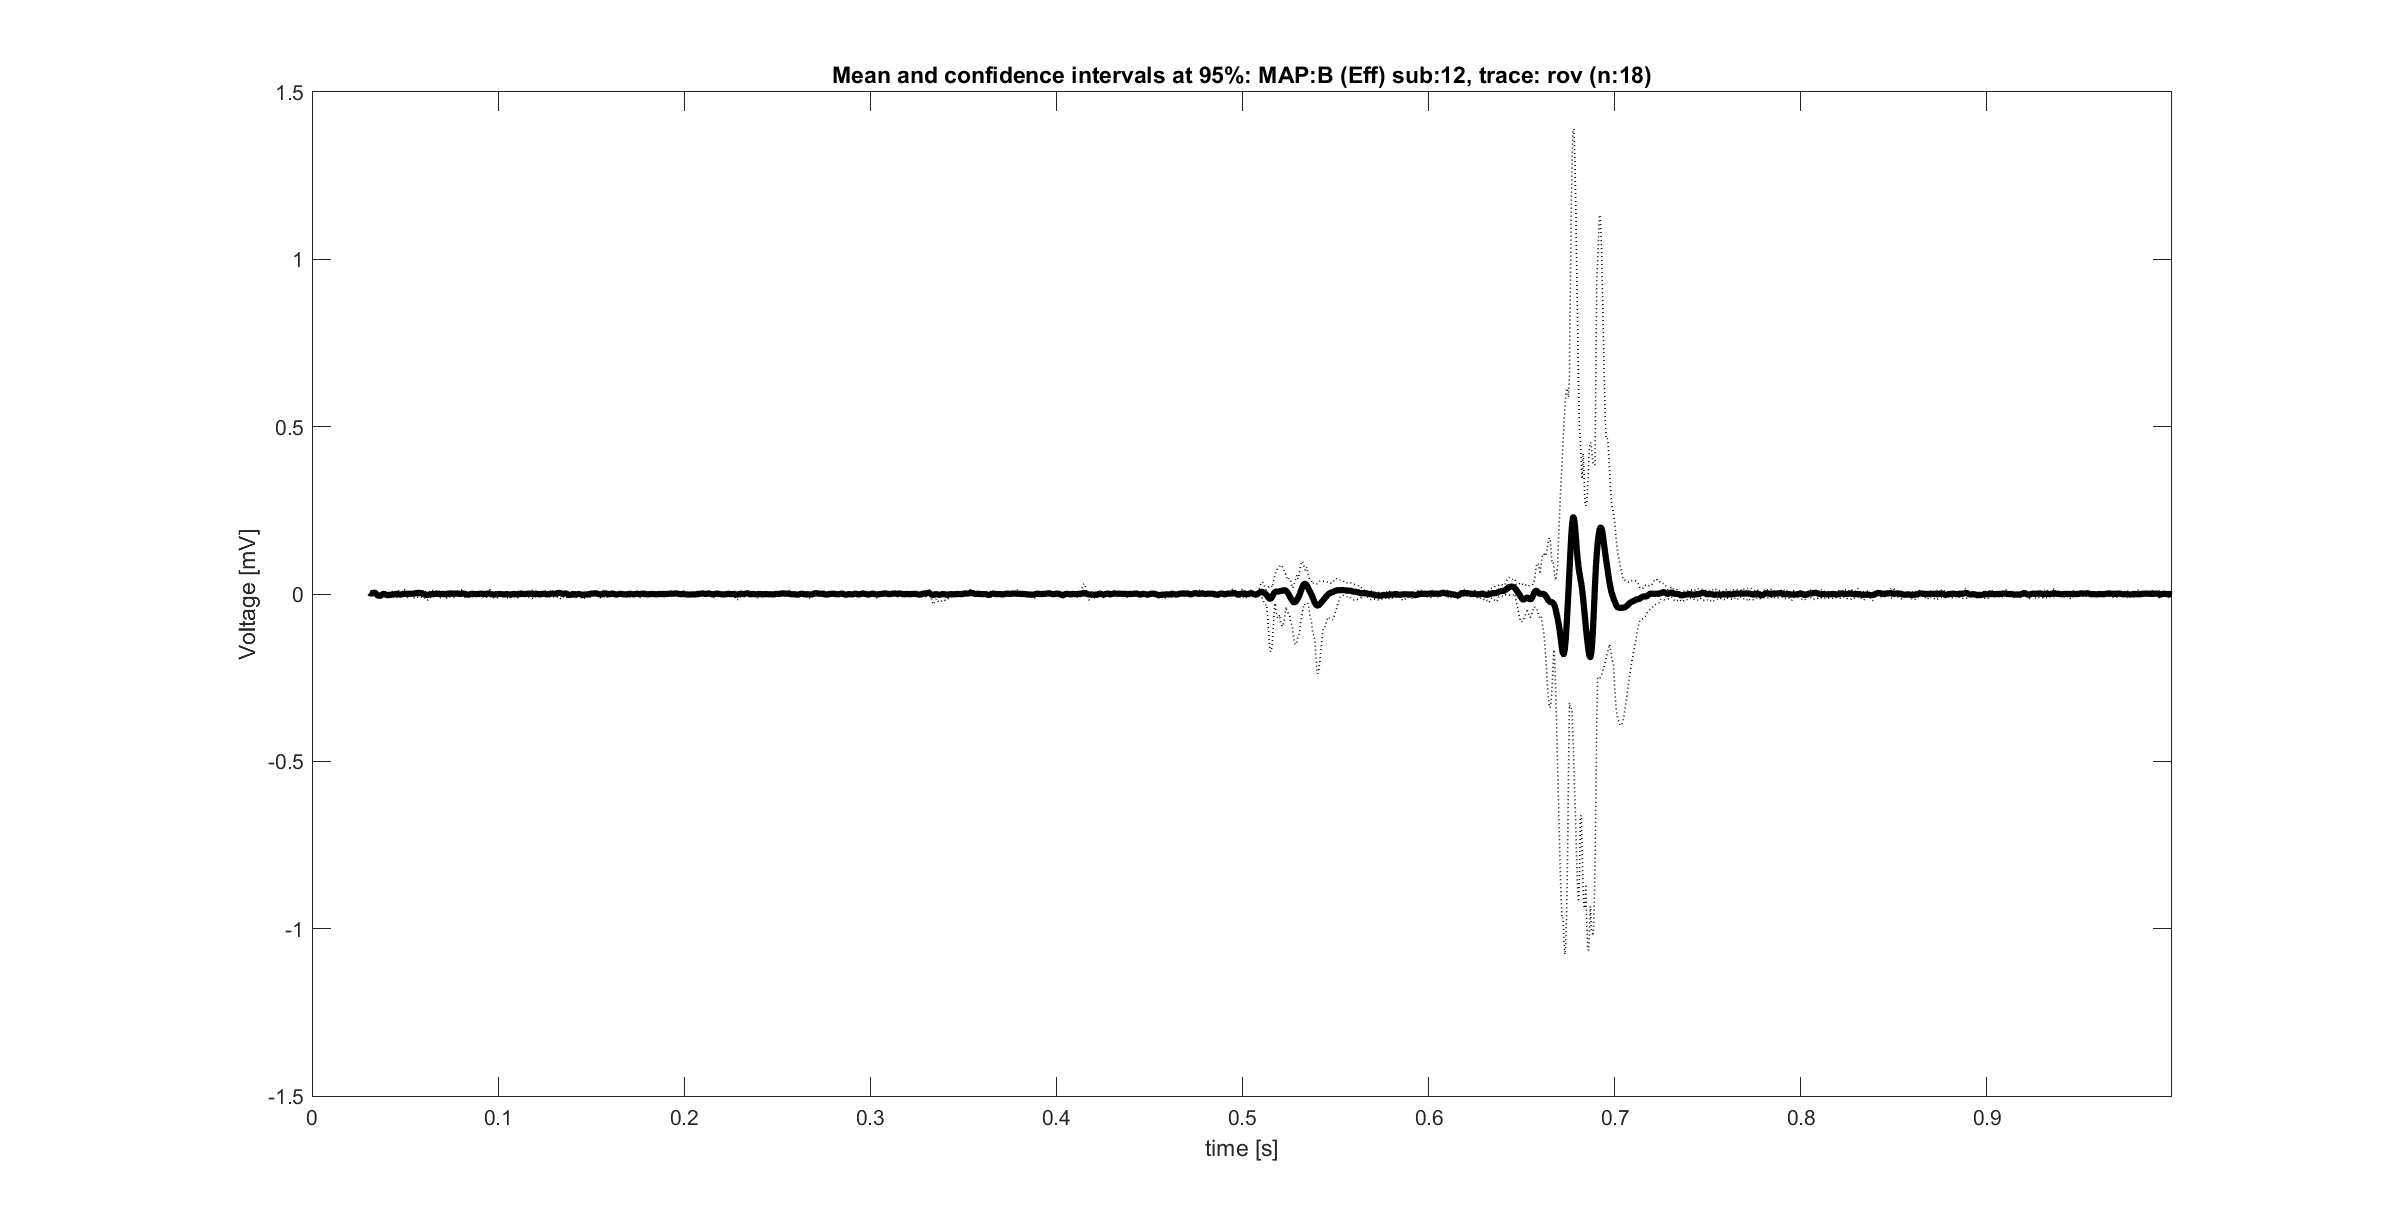 Mean and confidence intervals at 95%: MAP:B (Eff) sub:12, trace: rov (n:18)
1.5
1
0.5
0
-0.5
-1
-1.5
Voltage [mV]
0 0.1 0.2 0.3 0.4 0.5 0.6 0.7 0.8 0.9
time [s]